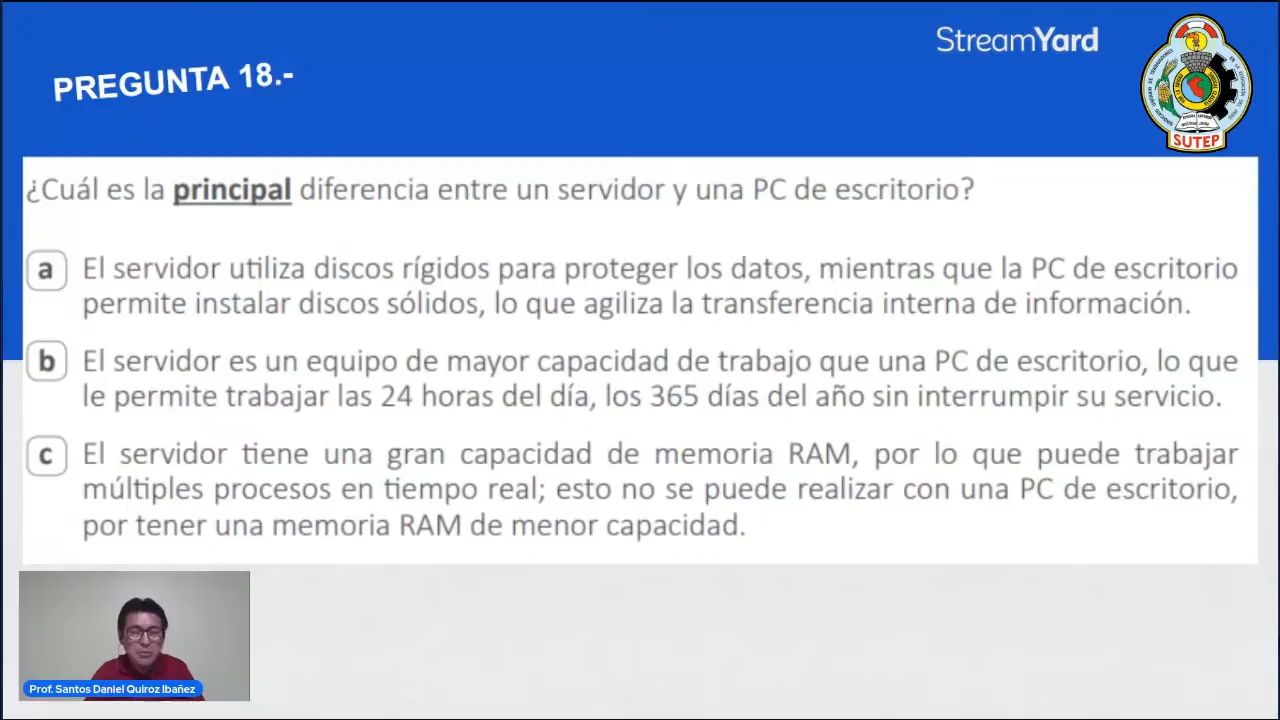 StreamYard
PREGUNTA 18.-
SUTEP
¿Cuál es la principal diferencia entre un servidor y una PC de escritorio?
a El servidor utiliza discos rígidos para proteger los datos, mientras que la PC de escritorio
permite instalar discos sólidos, lo que agiliza la transferencia interna de información.
b El servidor es un equipo de mayor capacidad de trabajo que una PC de escritorio, lo que
le permite trabajar las 24 horas del día, los 365 días del año sin interrumpir su servicio.
c El servidor tiene una gran capacidad de memoria RAM, por lo que puede trabajar
múltiples procesos en tiempo real; esto no se puede realizar con una PC de escritorio,
por tener una memoria RAM de menor capacidad.
Prof. Santos Daniel Quiroz Ibañez